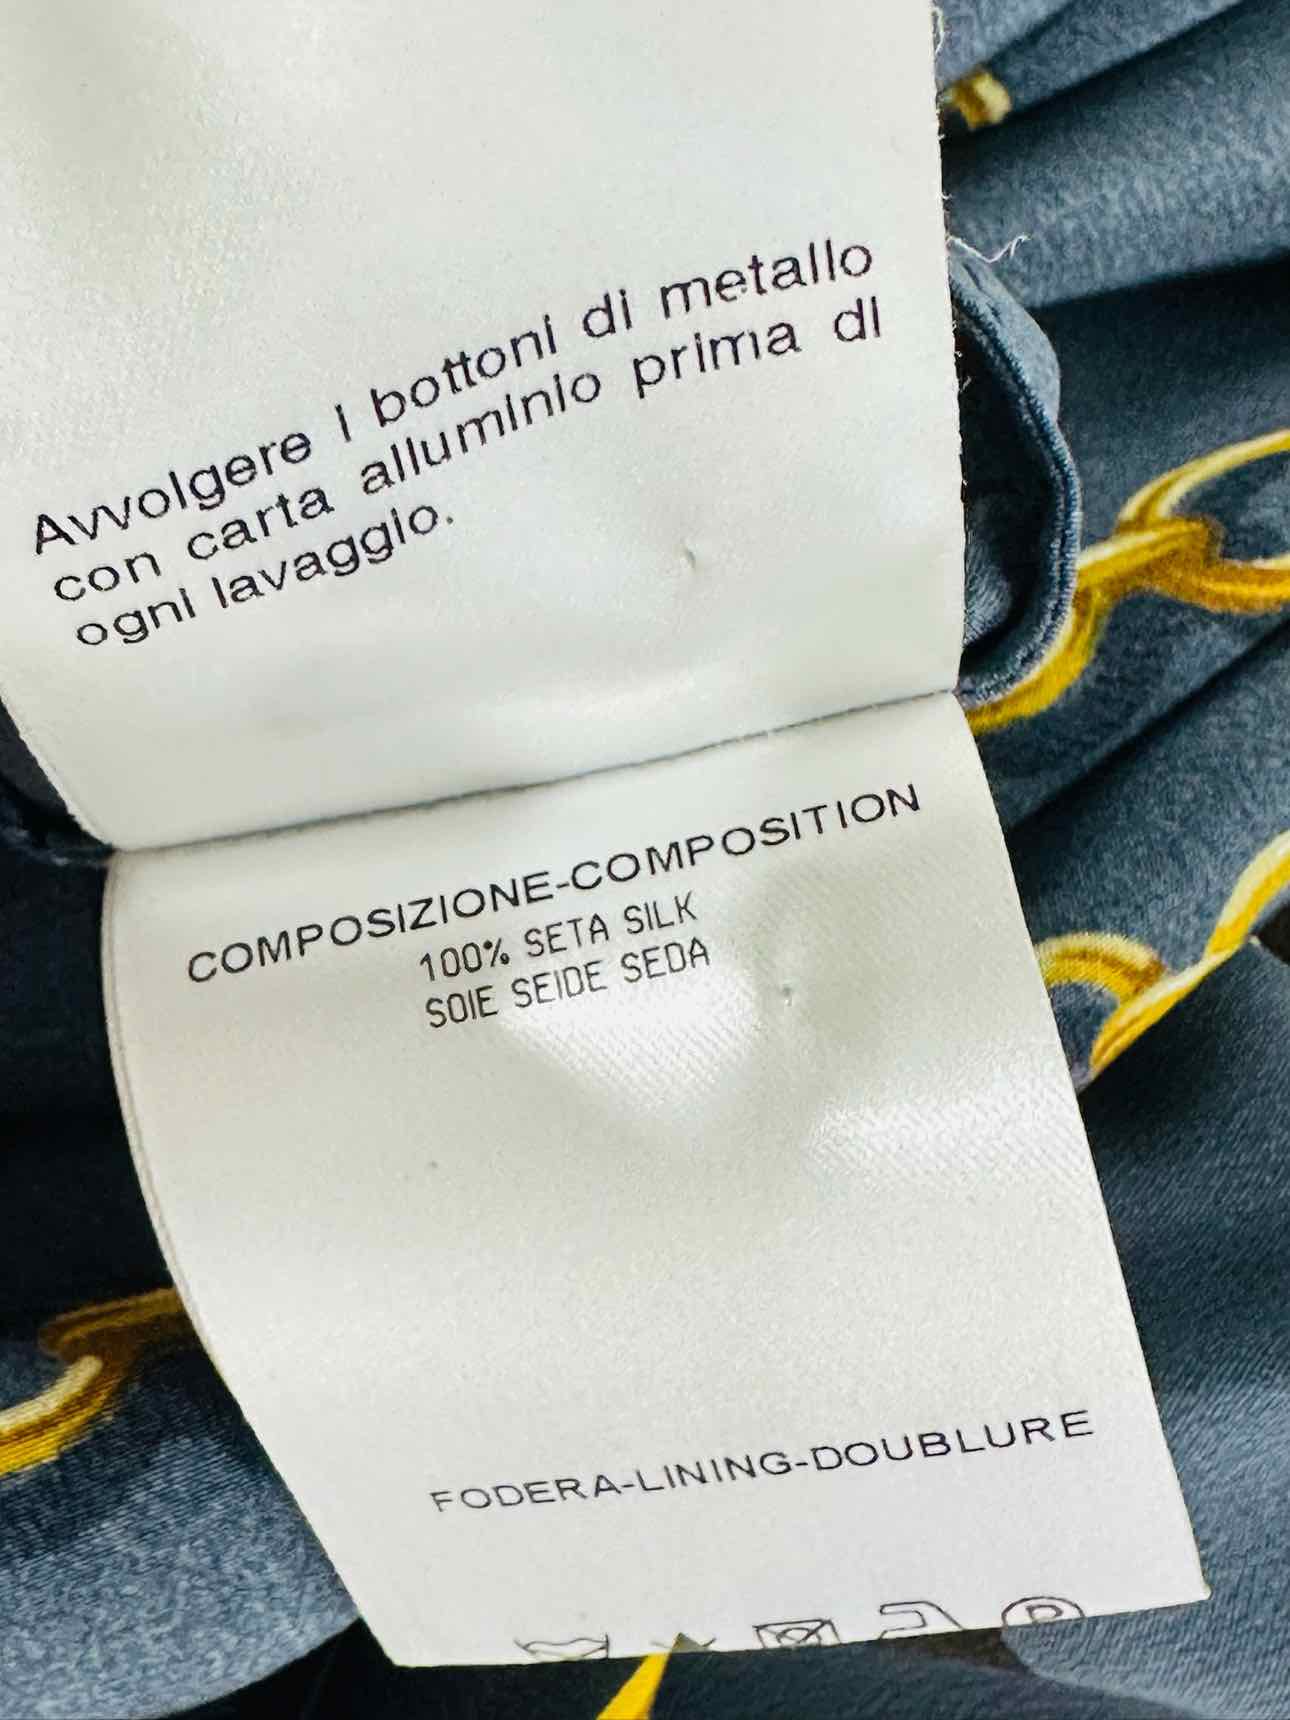 Avvolgere i bottoni di metallo
con carta alluminio prima di
ogni lavaggio.
COMPOSIZIONE-COMPOSITION
100% SETA SILK
SOIE SEIDE SEDA
FODERA-LINING-DOUBLURE
P